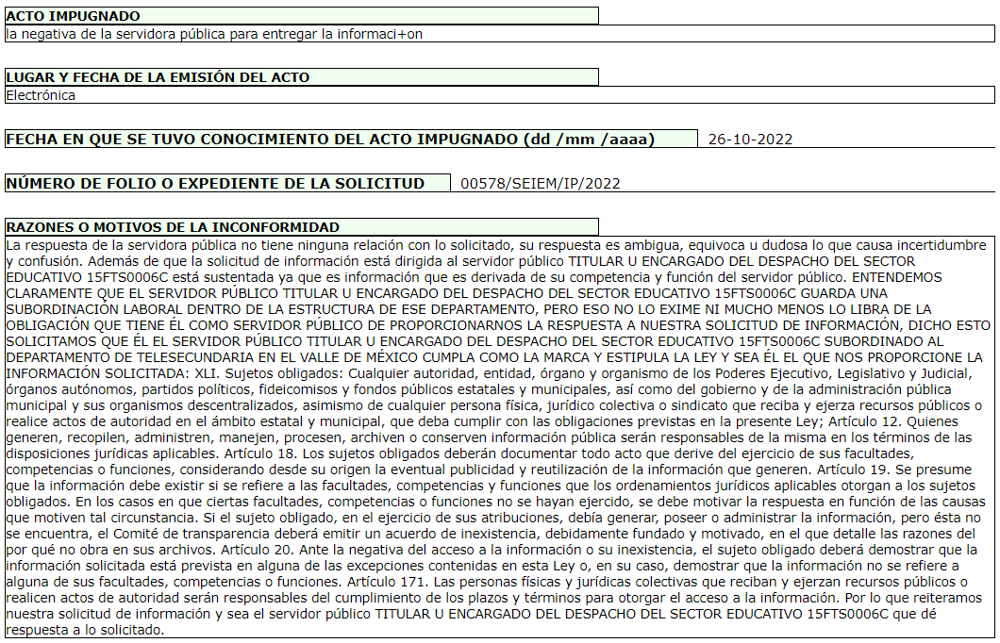 ACTO IMPUGNADO
la negativa de la servidora pública para entregar la informaci+on
LUGAR Y FECHA DE LA EMISIÓN DEL ACTO
Electrónica
FECHA EN QUE SE TUVO CONOCIMIENTO DEL ACTO IMPUGNADO (dd /mm /aaaa) 26-10-2022
NÚMERO DE FOLIO O EXPEDIENTE DE LA SOLICITUD 00578/SEIEM/IP/2022
RAZONES O MOTIVOS DE LA INCONFORMIDAD
La respuesta de la servidora pública no tiene ninguna relación con lo solicitado, su respuesta es ambigua, equivoca u dudosa lo que causa incertidumbre
y confusión. Además de que la solicitud de información está dirigida al servidor público TITULAR U ENCARGADO DEL DESPACHO DEL SECTOR
EDUCATIVO 15FTS0006C está sustentada ya que es información que es derivada de su competencia y función del servidor público. ENTENDEMOS
CLARAMENTE QUE EL SERVIDOR PÚBLICO TITULAR U ENCARGADO DEL DESPACHO DEL SECTOR EDUCATIVO 15FTS0006C GUARDA UNA
SUBORDINACIÓN LABORAL DENTRO DE LA ESTRUCTURA DE ESE DEPARTAMENTO, PERO ESO NO LO EXIME NI MUCHO MENOS LO LIBRA DE LA
OBLIGACIÓN QUE TIENE ÉL COMO SERVIDOR PÚBLICO DE PROPORCIONARNOS LA RESPUESTA A NUESTRA SOLICITUD DE INFORMACIÓN, DICHO ESTO
SOLICITAMOS QUE ÉL EL SERVIDOR PÚBLICO TITULAR U ENCARGADO DEL DESPACHO DEL SECTOR EDUCATIVO 15FTS0006C SUBORDINADO AL
DEPARTAMENTO DE TELESECUNDARIA EN EL VALLE DE MÉXICO CUMPLA COMO LA MARCA Y ESTIPULA LA LEY Y SEA ÉL EL QUE NOS PROPORCIONE LA
INFORMACIÓN SOLICITADA: XLI. Sujetos obligados: Cualquier autoridad, entidad, órgano y organismo de los Poderes Ejecutivo, Legislativo y Judicial,
órganos autónomos, partidos políticos, fideicomisos y fondos públicos estatales y municipales, así como del gobierno y de la administración pública
municipal y sus organismos descentralizados, asimismo de cualquier persona física, jurídico colectiva o sindicato que reciba y ejerza recursos públicos o
realice actos de autoridad en el ámbito estatal y municipal, que deba cumplir con las obligaciones previstas en la presente Ley; Artículo 12. Quienes
generen, recopilen, administren, manejen, procesen, archiven o conserven información pública serán responsables de la misma en los términos de las
disposiciones jurídicas aplicables. Artículo 18. Los sujetos obligados deberán documentar todo acto que derive del ejercicio de sus facultades,
competencias o funciones, considerando desde su origen la eventual publicidad y reutilización de la información que generen. Artículo 19. Se presume
que la información debe existir si se refiere a las facultades, competencias y funciones que los ordenamientos jurídicos aplicables otorgan a los sujetos
obligados. En los casos en que ciertas facultades, competencias o funciones no se hayan ejercido, se debe motivar la respuesta en función de las causas
que motiven tal circunstancia. Si el sujeto obligado, en el ejercicio de sus atribuciones, debía generar, poseer o administrar la información, pero ésta no
se encuentra, el Comité de transparencia deberá emitir un acuerdo de inexistencia, debidamente fundado y motivado, en el que detalle las razones del
por qué no obra en sus archivos. Artículo 20. Ante la negativa del acceso a la información o su inexistencia, el sujeto obligado deberá demostrar que la
información solicitada está prevista en alguna de las excepciones contenidas en esta Ley o, en su caso, demostrar que la información no se refiere a
alguna de sus facultades, competencias o funciones. Artículo 171. Las personas físicas y jurídicas colectivas que reciban y ejerzan recursos públicos o
realicen actos de autoridad serán responsables del cumplimiento de los plazos y términos para otorgar el acceso a la información. Por lo que reiteramos
nuestra solicitud de información y sea el servidor público TITULAR U ENCARGADO DEL DESPACHO DEL SECTOR EDUCATIVO 15FTS0006C que dé
respuesta a lo solicitado.